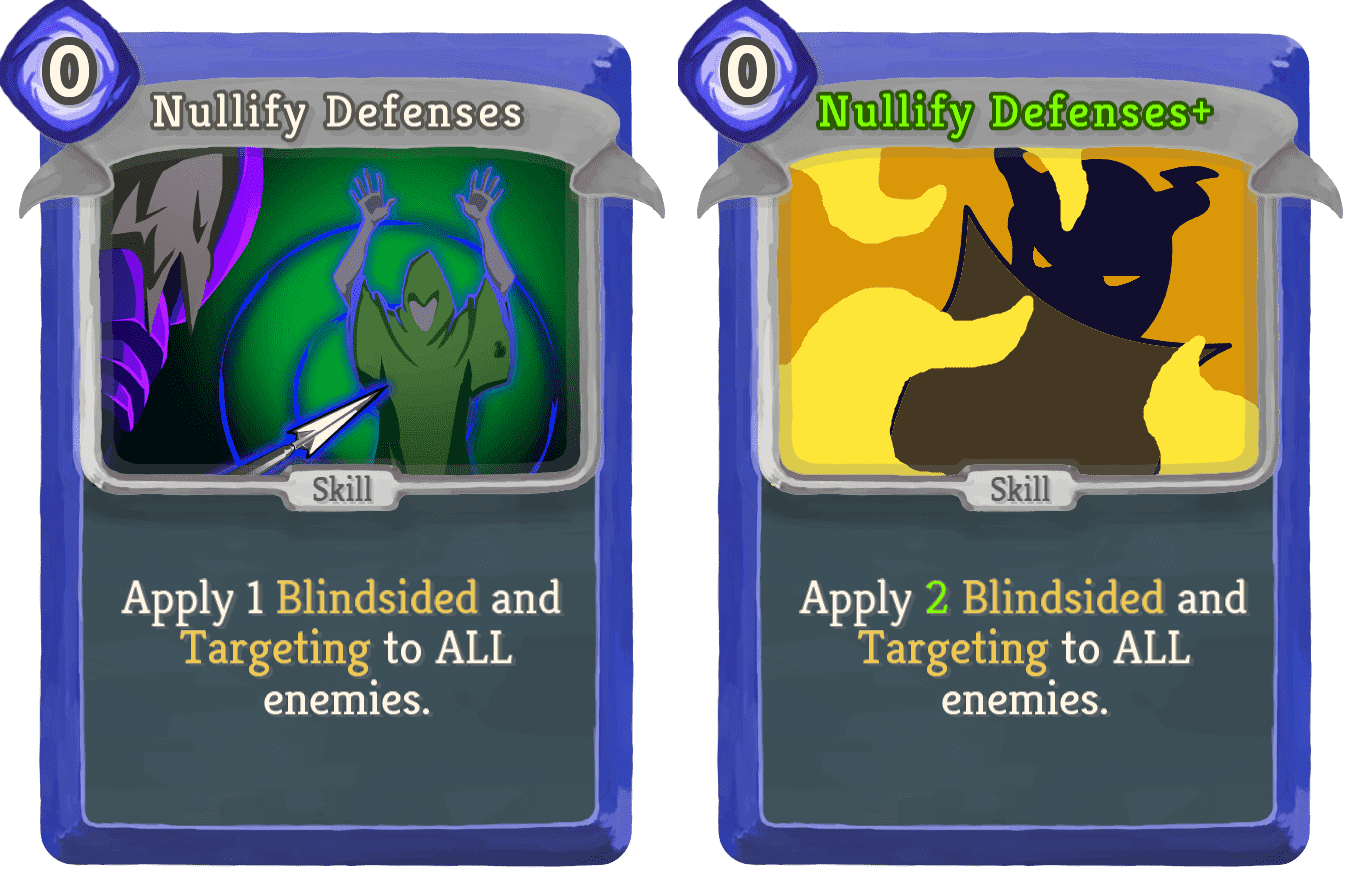 0
Nullify Defenses
Skill
Apply 1 Blindsided and
Targeting to ALL
enemies.
0
Nullify Defenses+
Skill
Apply 2 Blindsided and
Targeting to ALL
enemies.